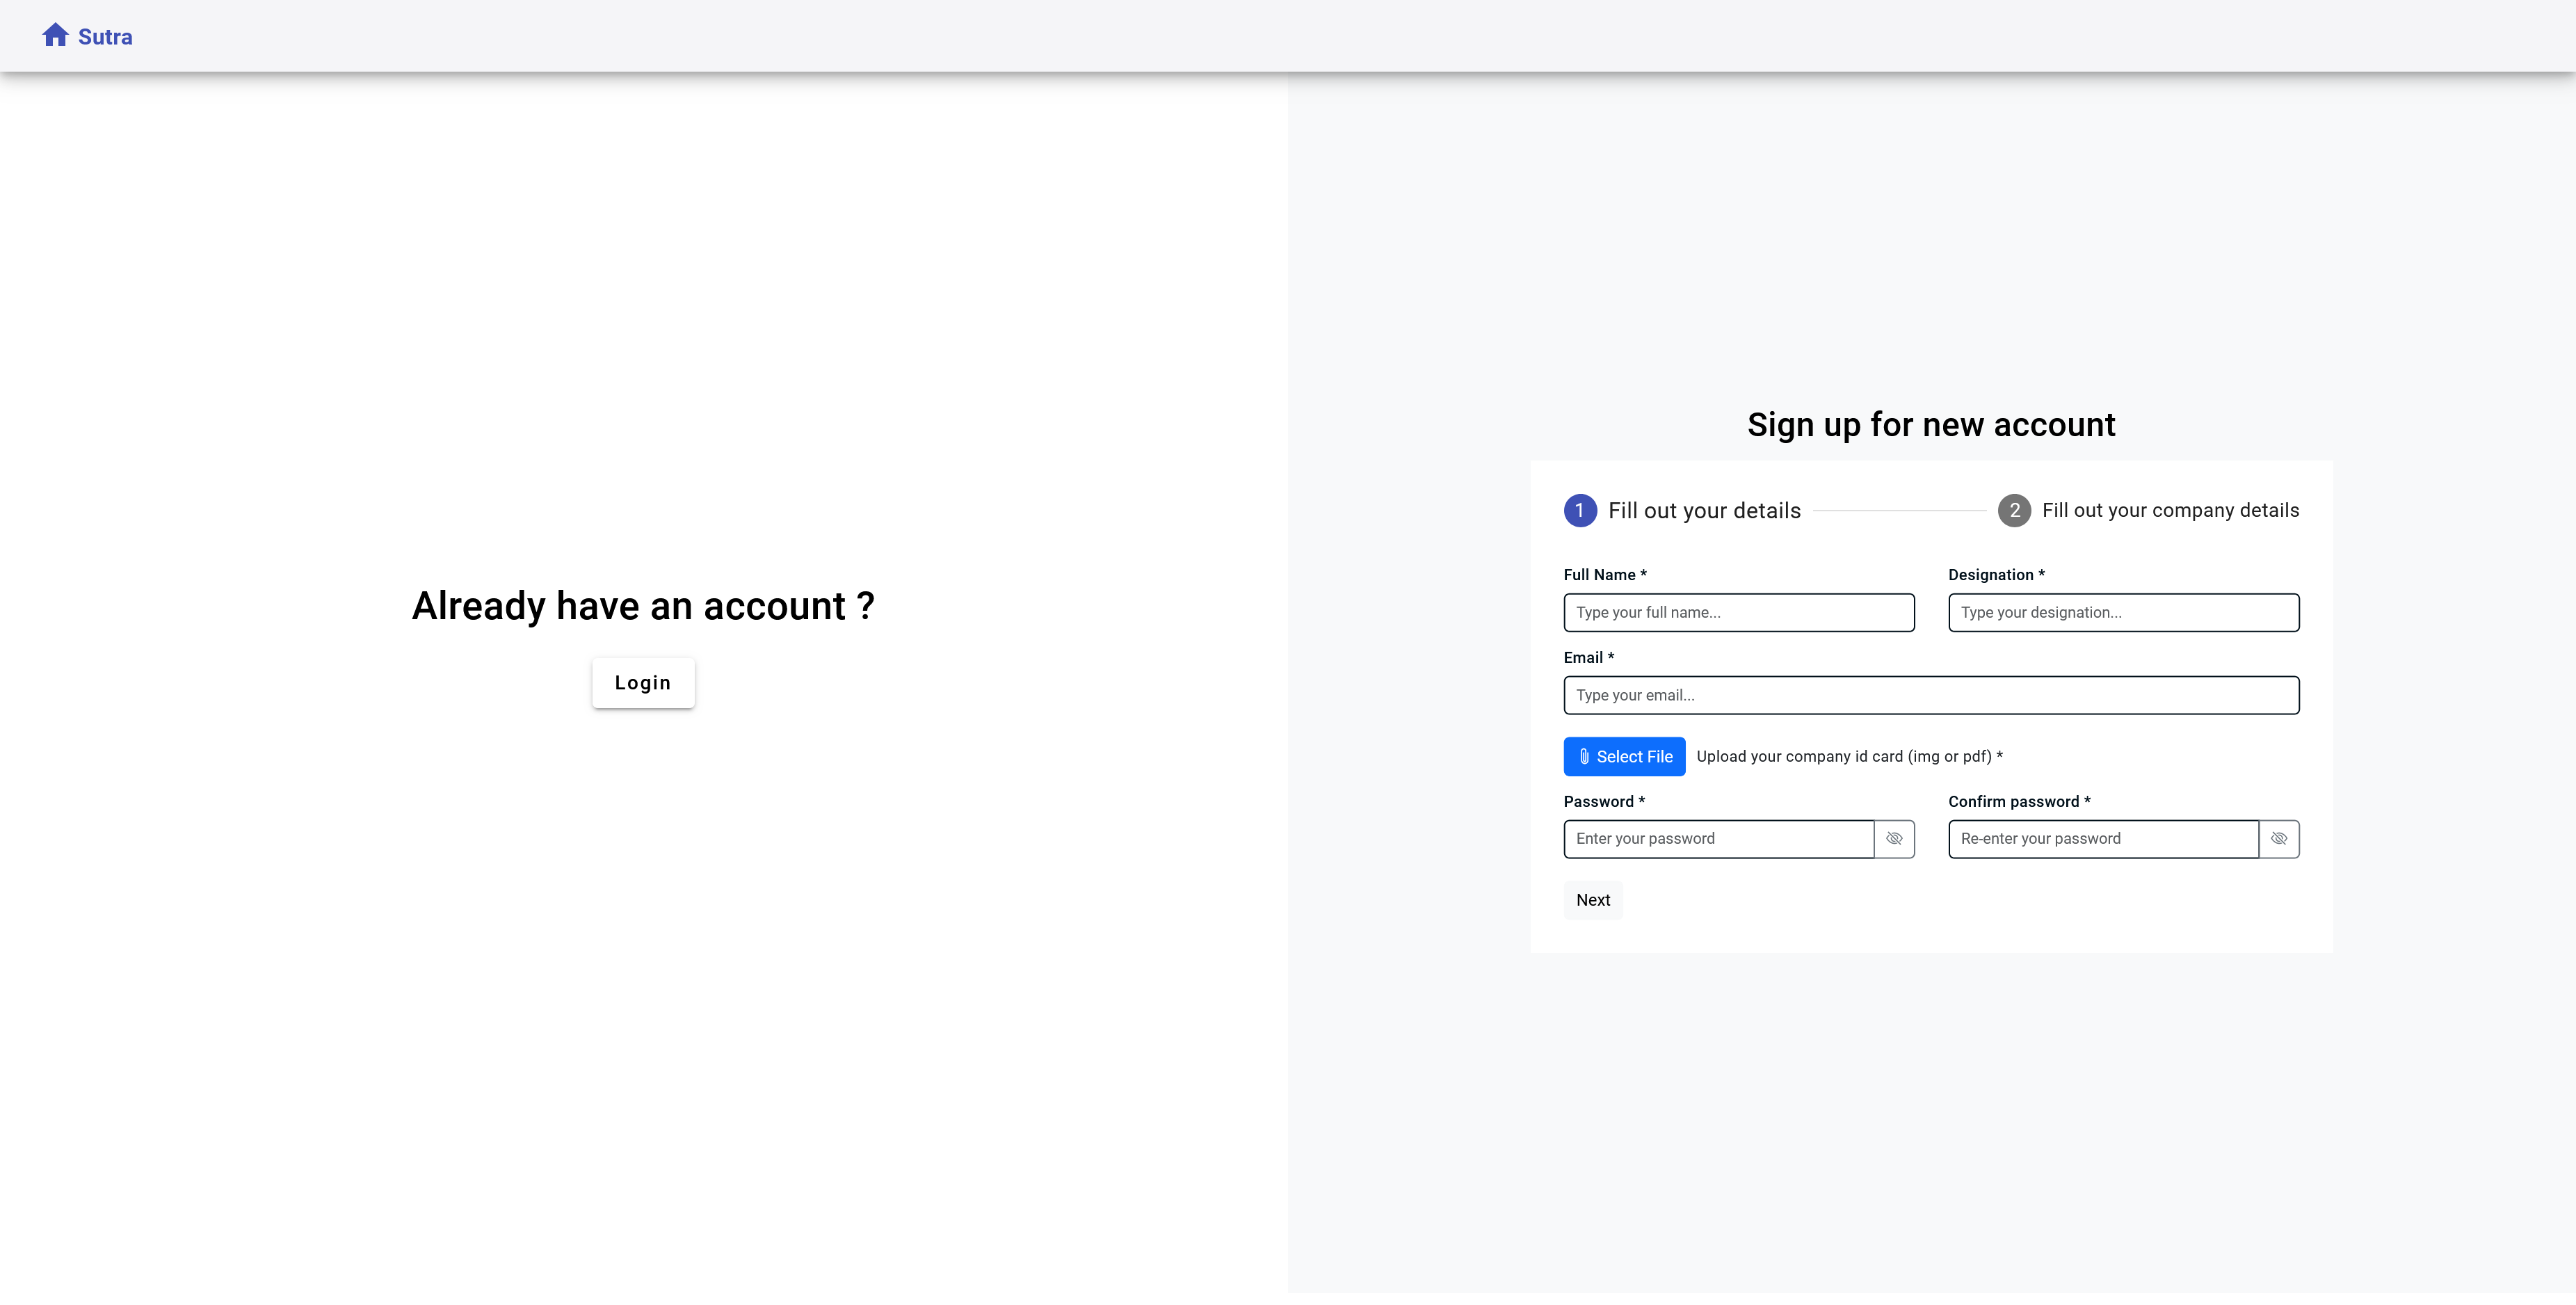 Sutra
Already have an account ?
Login
Sign up for new account
1 Fill out your details 2 Fill out your company details
Full Name * Designation *
Type your full name... Type your designation...
Email *
Type your email...
Select File Upload your company id card (img or pdf) *
Password * Confirm password *
Enter your password Re-enter your password
Next